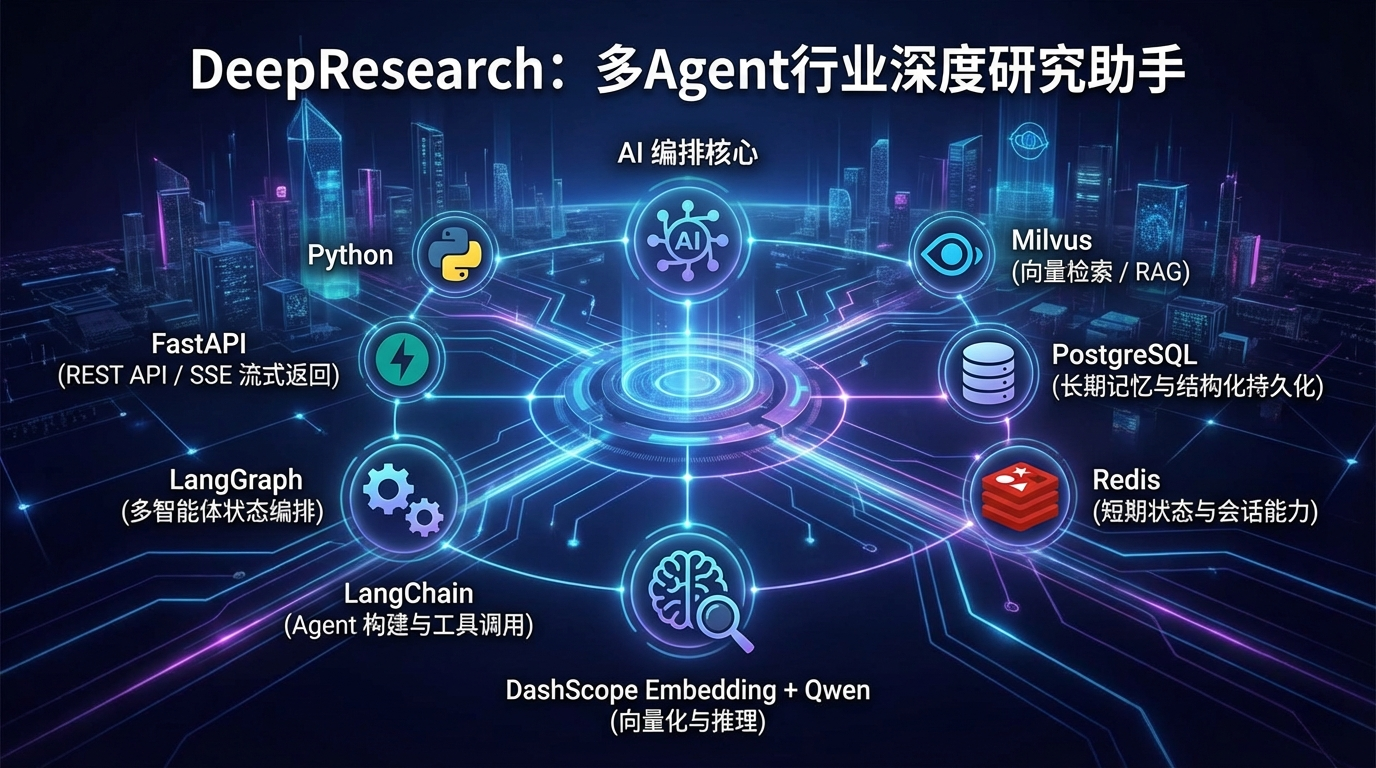 DeepResearch：多Agent行业深度研究助手
AI 编排核心
AI
Python
Milvus
(向量检索 / RAG)
FastAPI
(REST API / SSE 流式返回)
PostgreSQL
(长期记忆与结构化持久化)
LangGraph
(多智能体状态编排)
Redis
(短期状态与会话能力)
LangChain
(Agent 构建与工具调用)
DashScope Embedding + Qwen
(向量化与推理)